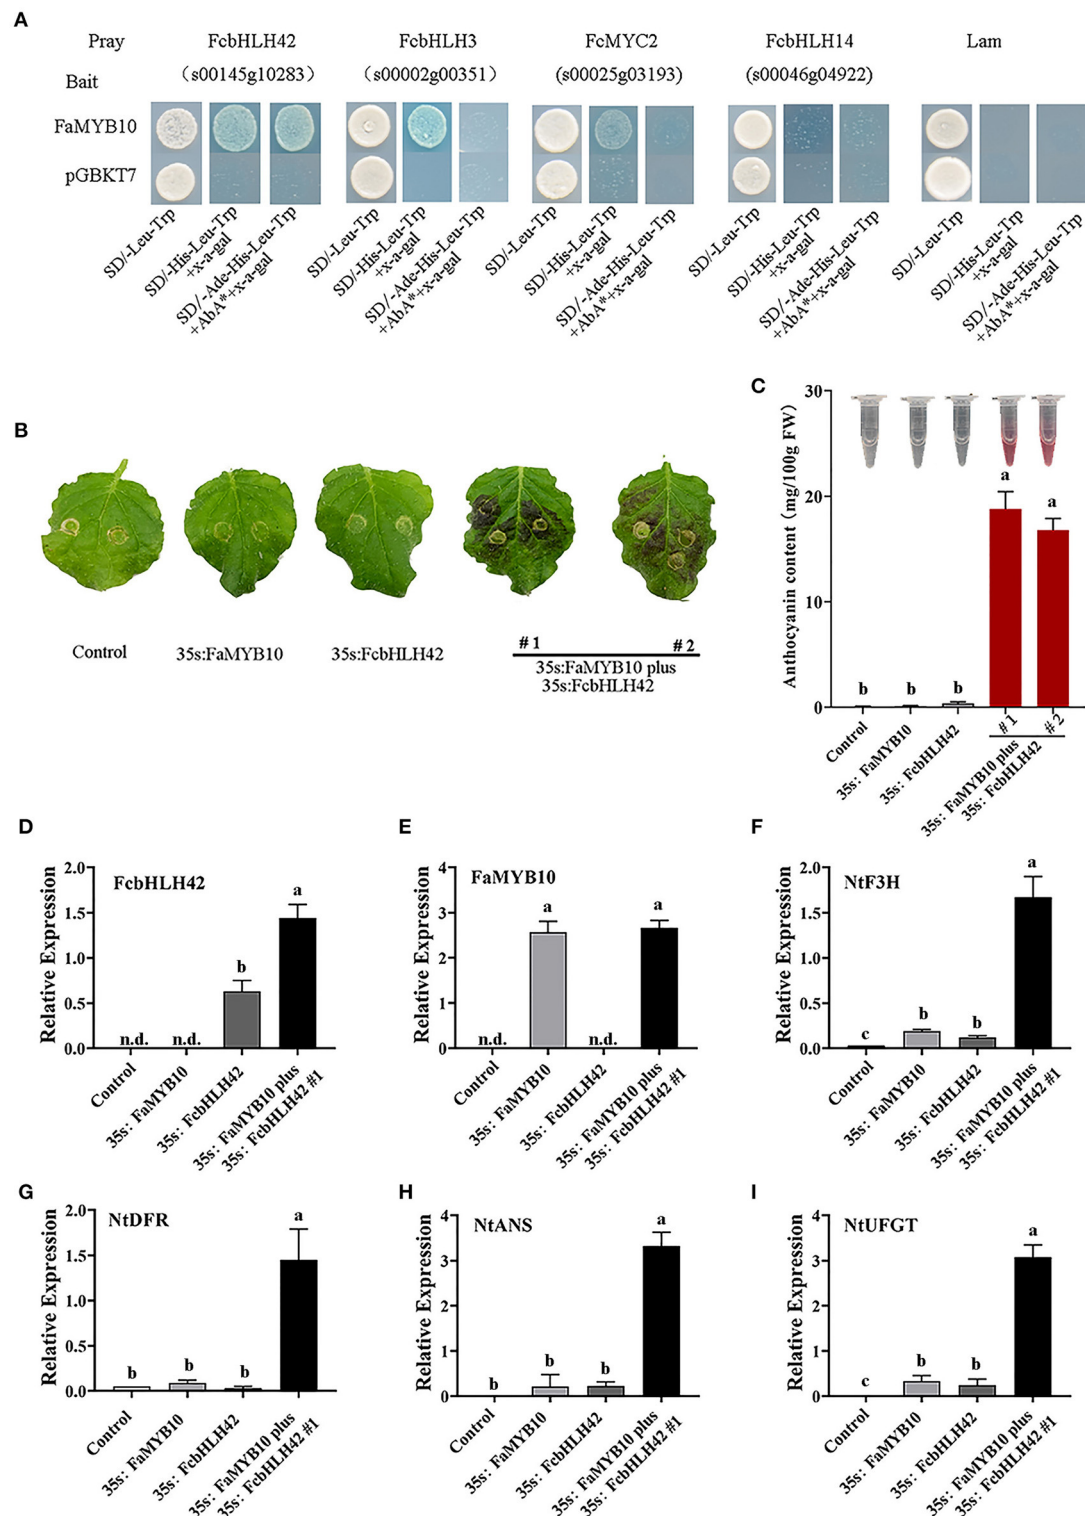 A
Pray FcbHLH42 FcbHLH3 FcMYC2 FcbHLH14 Lam
(s00145g10283) (s00002g00351) (s00025g03193) (s00046g04922)
Bait
FaMYB10
pGBKT7
SD/-Leu-Trp
SD/-His-Leu-Trp
+x-a-gal
SD/-Ade-His-Leu-Trp
+AbA*+x-a-gal
SD/-Leu-Trp
SD/-His-Leu-Trp
+x-a-gal
SD/-Ade-His-Leu-Trp
+AbA*+x-a-gal
SD/-Leu-Trp
SD/-His-Leu-Trp
+x-a-gal
SD/-Ade-His-Leu-Trp
+AbA*+x-a-gal
SD/-Leu-Trp
SD/-His-Leu-Trp
+x-a-gal
SD/-Ade-His-Leu-Trp
+AbA*+x-a-gal
SD/-Leu-Trp
SD/-His-Leu-Trp
+x-a-gal
SD/-Ade-His-Leu-Trp
+AbA*+x-a-gal
B
Control 35s:FaMYB10 35s:FcbHLH42
#1 #2
35s:FaMYB10 plus
35s:FcbHLH42
C
Anthocyanin content (mg/100g FW)
30
20
10
0
b b b a a
Control
35s: FaMYB10
35s: FcbHLH42
#1
#2
35s: FaMYB10 plus
35s: FcbHLH42
D
FcbHLH42
Relative Expression
2.0
1.5
1.0
0.5
0.0
n.d. n.d. b a
Control
35s: FaMYB10
35s: FcbHLH42
35s: FaMYB10 plus
35s: FcbHLH42 #1
E
FaMYB10
Relative Expression
4
3
2
1
0
n.d. a n.d. a
Control
35s: FaMYB10
35s: FcbHLH42
35s: FaMYB10 plus
35s: FcbHLH42 #1
F
NtF3H
Relative Expression
2.0
1.5
1.0
0.5
0.0
c b b a
Control
35s: FaMYB10
35s: FcbHLH42
35s: FaMYB10 plus
35s: FcbHLH42 #1
G
NtDFR
Relative Expression
2.0
1.5
1.0
0.5
0.0
b b b a
Control
35s: FaMYB10
35s: FcbHLH42
35s: FaMYB10 plus
35s: FcbHLH42 #1
H
NtANS
Relative Expression
4
3
2
1
0
b b b a
Control
35s: FaMYB10
35s: FcbHLH42
35s: FaMYB10 plus
35s: FcbHLH42 #1
I
NtUFGT
Relative Expression
4
3
2
1
0
c b b a
Control
35s: FaMYB10
35s: FcbHLH42
35s: FaMYB10 plus
35s: FcbHLH42 #1